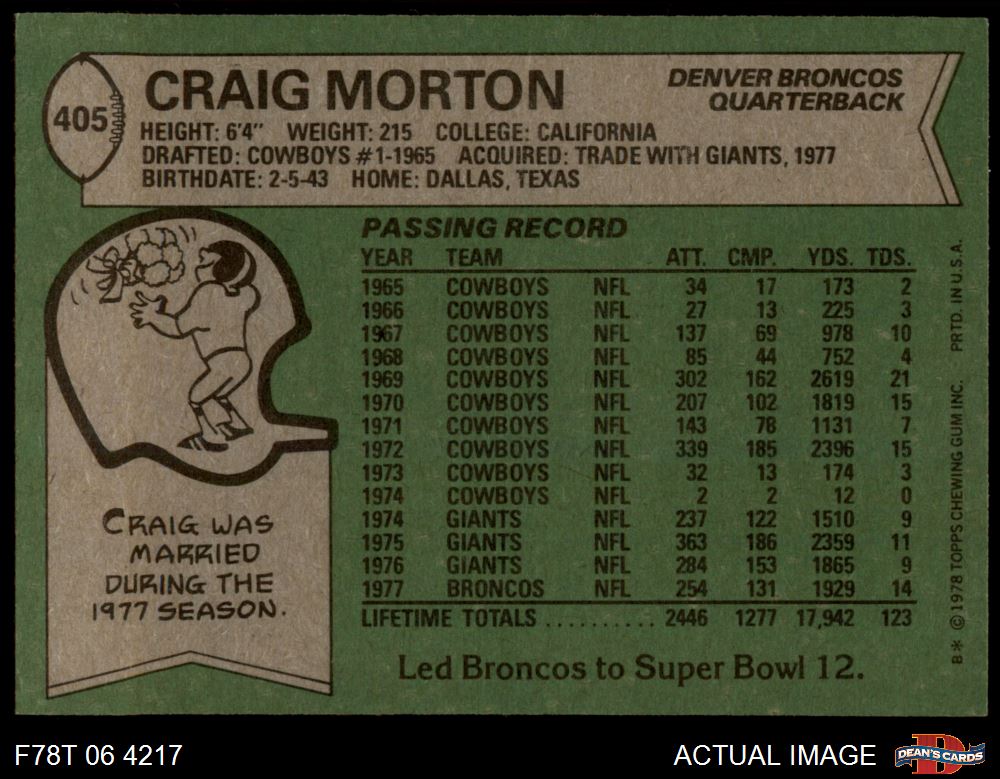 405
CRAIG MORTON
DENVER BRONCOS
QUARTERBACK
HEIGHT: 6'4" WEIGHT: 215 COLLEGE: CALIFORNIA
DRAFTED: COWBOYS #1-1965 ACQUIRED: TRADE WITH GIANTS, 1977
BIRTHDATE: 2-5-43 HOME: DALLAS, TEXAS
PASSING RECORD
YEAR TEAM ATT. CMP. YDS. TDS.
1965 COWBOYS NFL 34 17 173 2
1966 COWBOYS NFL 27 13 225 3
1967 COWBOYS NFL 137 69 978 10
1968 COWBOYS NFL 85 44 752 4
1969 COWBOYS NFL 302 162 2619 21
1970 COWBOYS NFL 207 102 1819 15
1971 COWBOYS NFL 143 78 1131 7
1972 COWBOYS NFL 339 185 2396 15
1973 COWBOYS NFL 32 13 174 3
1974 COWBOYS NFL 2 2 12 0
1974 GIANTS NFL 237 122 1510 9
1975 GIANTS NFL 363 186 2359 11
1976 GIANTS NFL 284 153 1865 9
1977 BRONCOS NFL 254 131 1929 14
LIFETIME TOTALS .......... 2446 1277 17,942 123
Led Broncos to Super Bowl 12.
CRAIG WAS
MARRIED
DURING THE
1977 SEASON.
B* © 1978 TOPPS CHEWING GUM INC. PRTD. IN U.S.A.
F78T 06 4217
ACTUAL IMAGE
D
DEAN'S CARDS